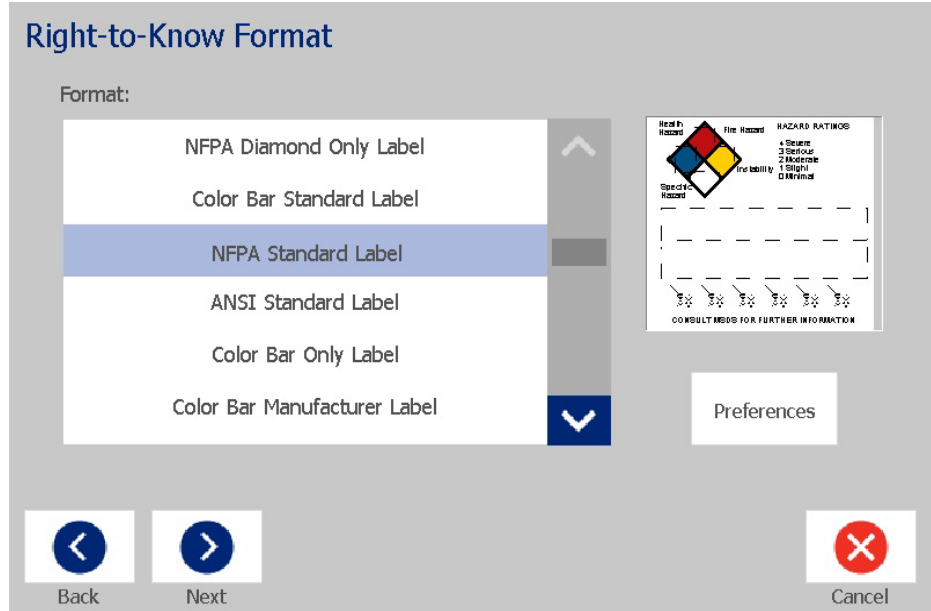 Right-to-Know Format
Format:
NFPA Diamond Only Label
Color Bar Standard Label
NFPA Standard Label
ANSI Standard Label
Color Bar Only Label
Color Bar Manufacturer Label
Health
Hazard
Fire Hazard
HAZARD RATINGS
4 Severe
3 Serious
2 Moderate
1 Slight
0 Minimal
Instability
Specific
Hazard
CONSULT MSDS FOR FURTHER INFORMATION
Preferences
Back
Next
Cancel